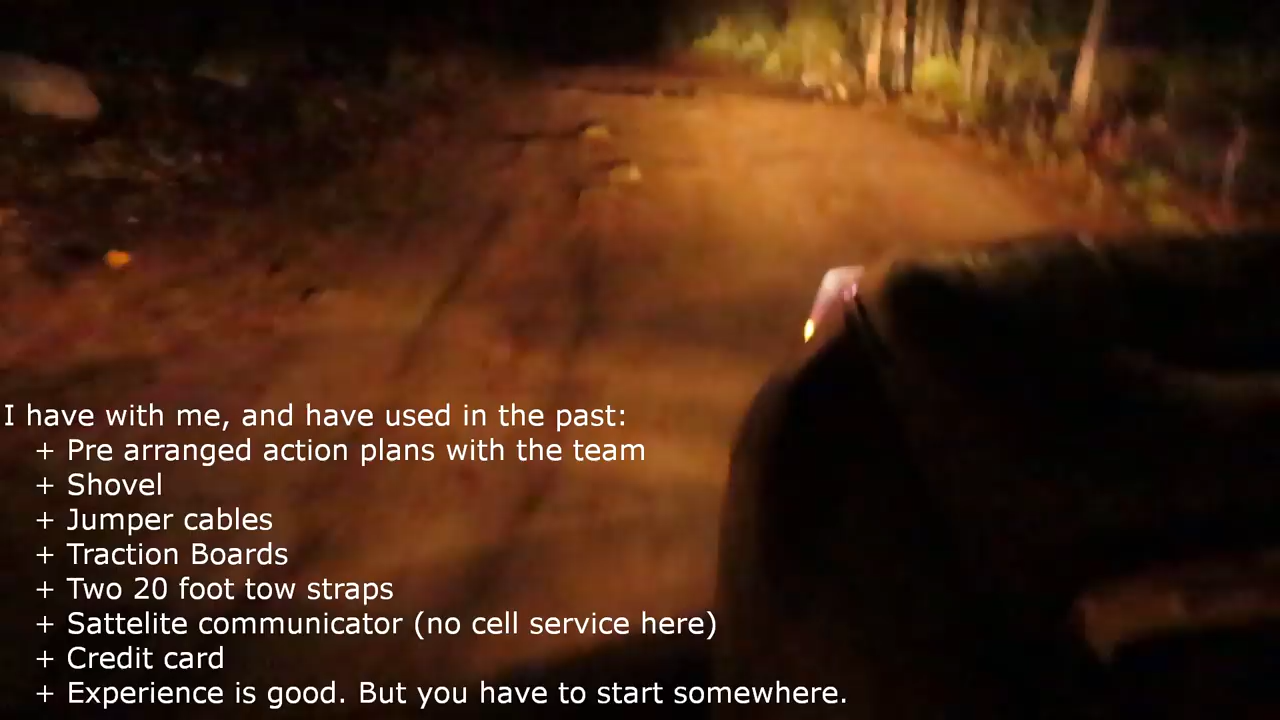 I have with me, and have used in the past:
+ Pre arranged action plans with the team
+ Shovel
+ Jumper cables
+ Traction Boards
+ Two 20 foot tow straps
+ Sattelite communicator (no cell service here)
+ Credit card
+ Experience is good. But you have to start somewhere.